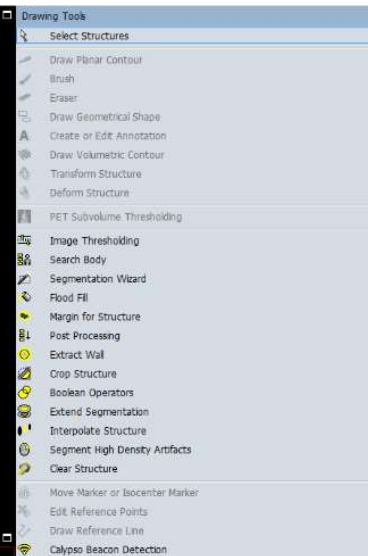 Drawing Tools
Select Structures
Draw Planar Contour
Brush
Eraser
Draw Geometrical Shape
Create or Edit Annotation
Draw Volumetric Contour
Transform Structure
Deform Structure
PET Subvolume Thresholding
Image Thresholding
Search Body
Segmentation Wizard
Flood Fill
Margin for Structure
Post Processing
Extract Wall
Crop Structure
Boolean Operators
Extend Segmentation
Interpolate Structure
Segment High Density Artifacts
Clear Structure
Move Marker or Isocenter Marker
Edit Reference Points
Draw Reference Line
Calypso Beacon Detection